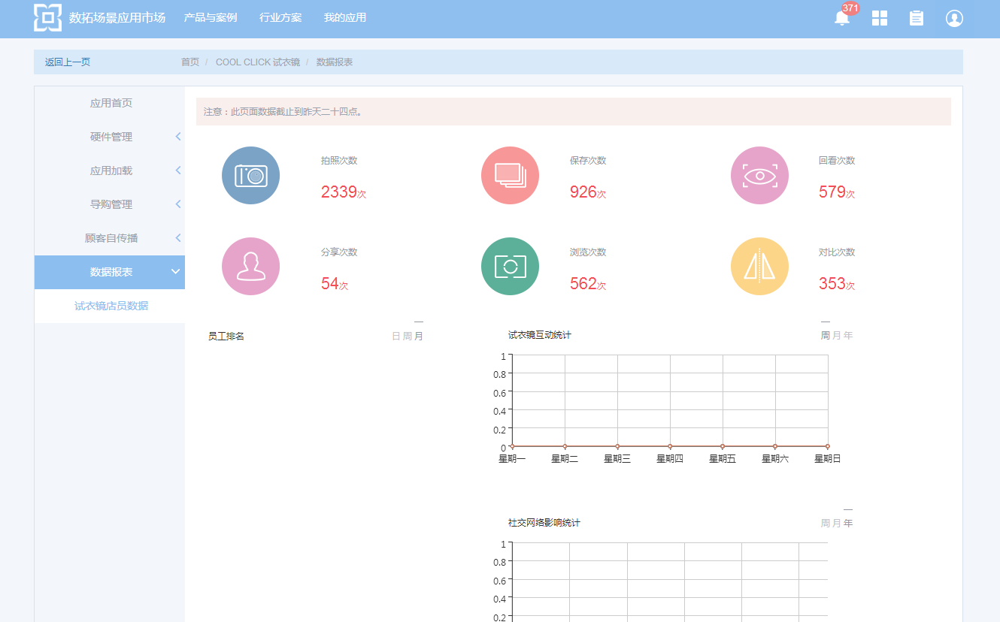 数拓场景应用市场 产品与案例 行业方案 我的应用 371
返回上一页 首页 / COOL CLICK 试衣镜 / 数据报表
应用首页
硬件管理
应用加载
导购管理
顾客自传播
数据报表
试衣镜店员数据
注意：此页面数据截止到昨天二十四点。
拍照次数
2339次
保存次数
926次
回看次数
579次
分享次数
54次
浏览次数
562次
对比次数
353次
员工排名 日 周 月
试衣镜互动统计 周 月 年
1
0.8
0.6
0.4
0.2
0
星期一 星期二 星期三 星期四 星期五 星期六 星期日
社交网络影响统计 周 月 年
1
0.8
0.6
0.4
0.2